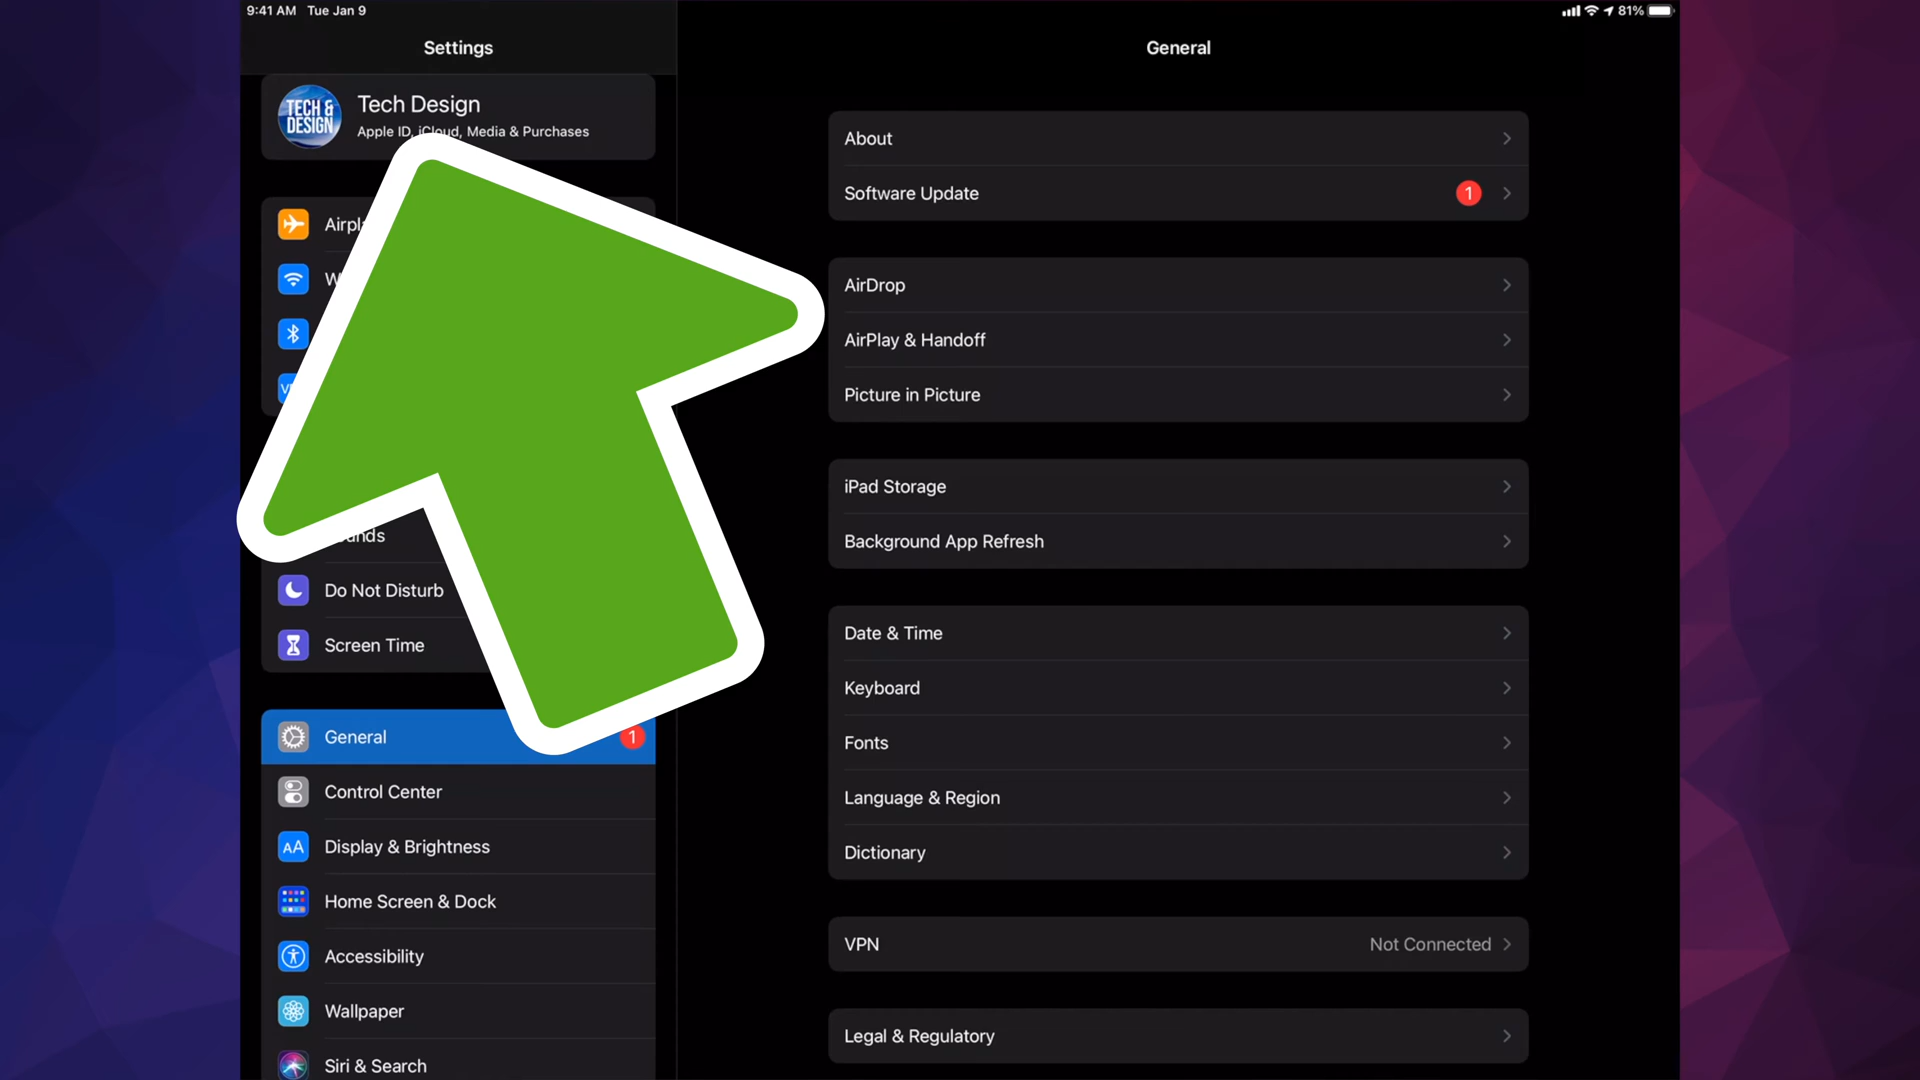 9:41 AM Tue Jan 9
81%
Settings
TECH &
DESIGN
Tech Design
Apple ID, iCloud, Media & Purchases
Do Not Disturb
Screen Time
General
1
Control Center
AA
Display & Brightness
Home Screen & Dock
Accessibility
Wallpaper
Siri & Search
General
About
Software Update
1
AirDrop
AirPlay & Handoff
Picture in Picture
iPad Storage
Background App Refresh
Date & Time
Keyboard
Fonts
Language & Region
Dictionary
VPN
Not Connected
Legal & Regulatory